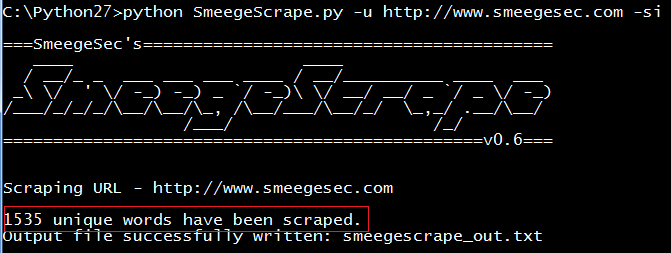 C:\Python27>python SmeegeScrape.py -u http://www.smeegesec.com -si
===SmeegeSec's==========================================
SmeegeScrape
=================================================v0.6===
Scraping URL - http://www.smeegesec.com
1535 unique words have been scraped.
Output file successfully written: smeegescrape_out.txt